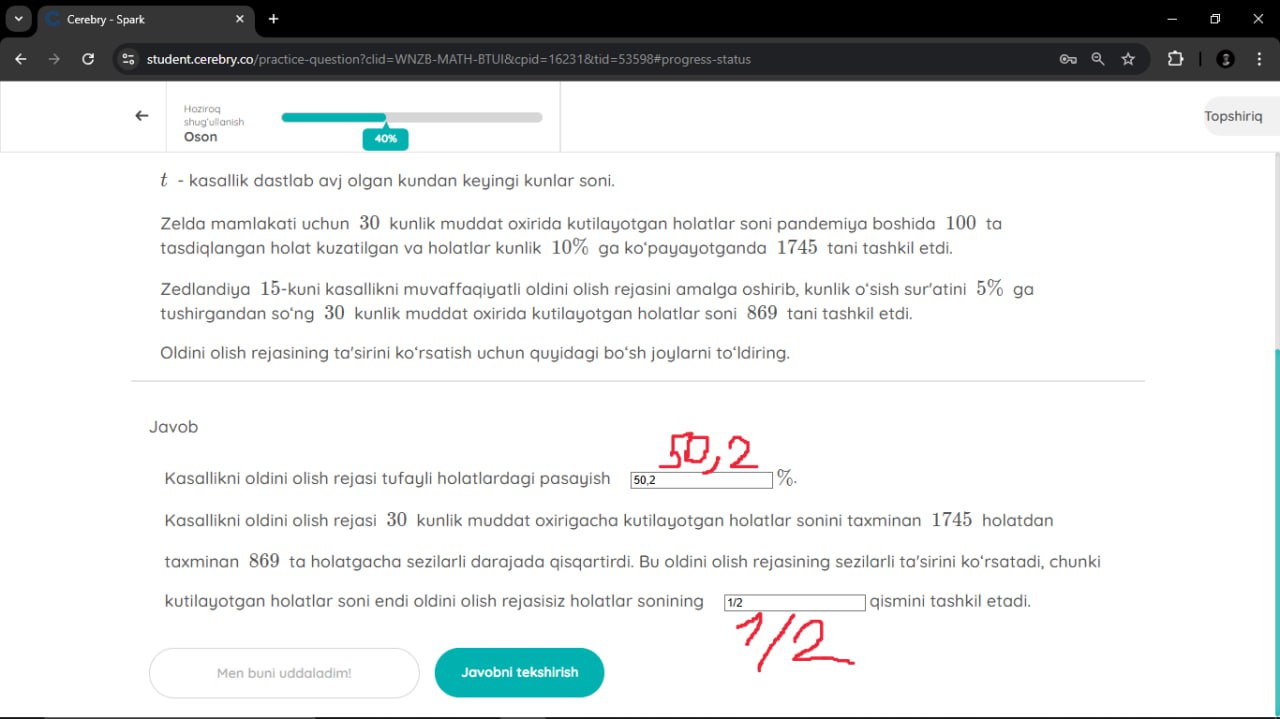 Cerebry - Spark
student.cerebry.co/practice-question?clid=WNZB-MATH-BTUI&cpid=16231&tid=53598#progress-status
Hoziroq
shug'ullanish
Oson
40%
Topshiriq
t - kasallik dastlab avj olgan kundan keyingi kunlar soni.
Zelda mamlakati uchun 30 kunlik muddat oxirida kutilayotgan holatlar soni pandemiya boshida 100 ta
tasdiqlangan holat kuzatilgan va holatlar kunlik 10% ga ko‘payayotganda 1745 tani tashkil etdi.
Zedlandiya 15-kuni kasallikni muvaffaqiyatli oldini olish rejasini amalga oshirib, kunlik o‘sish sur'atini 5% ga
tushirgandan so‘ng 30 kunlik muddat oxirida kutilayotgan holatlar soni 869 tani tashkil etdi.
Oldini olish rejasining ta'sirini ko‘rsatish uchun quyidagi bo‘sh joylarni to‘ldiring.
Javob
50,2
Kasallikni oldini olish rejasi tufayli holatlardagi pasayish 50,2 %.
Kasallikni oldini olish rejasi 30 kunlik muddat oxirigacha kutilayotgan holatlar sonini taxminan 1745 holatdan
taxminan 869 ta holatgacha sezilarli darajada qisqartirdi. Bu oldini olish rejasining sezilarli ta'sirini ko‘rsatadi, chunki
kutilayotgan holatlar soni endi oldini olish rejasisiz holatlar sonining 1/2 qismini tashkil etadi.
1/2
Men buni uddaladim!
Javobni tekshirish